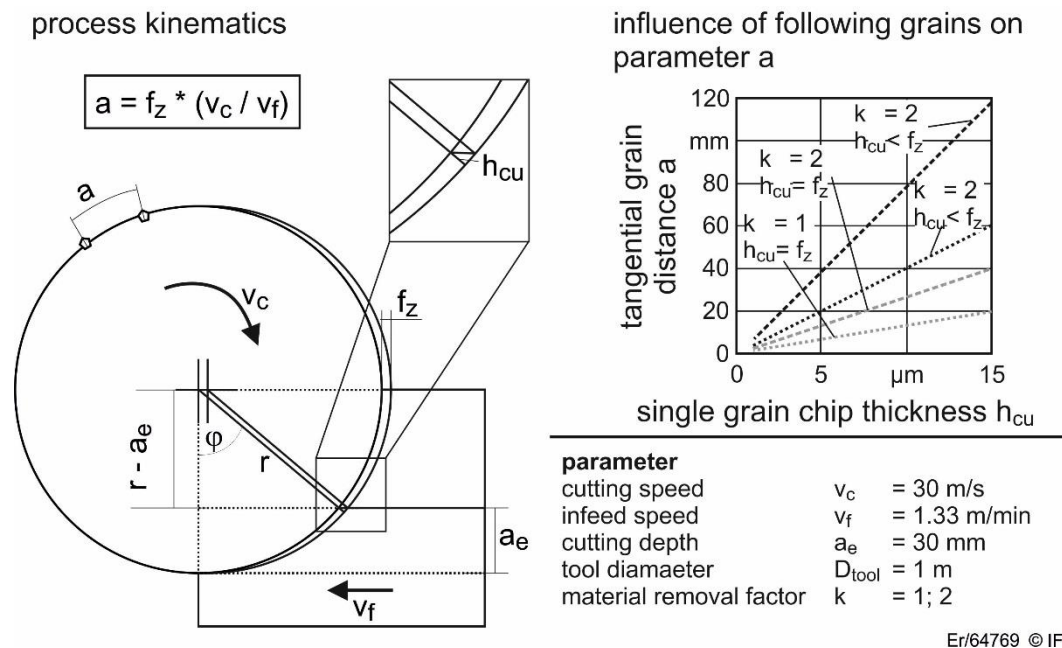 process kinematics
a = f_z * (v_c / v_f)
a
v_c
f_z
h_cu
φ
r
r - a_e
a_e
v_f
influence of following grains on
parameter a
tangential grain
distance a
120
mm
80
60
40
20
0
k = 2
h_cu < f_z
k = 2
h_cu = f_z
k = 2
h_cu < f_z
k = 1
h_cu = f_z
0
5
µm
15
single grain chip thickness h_cu
parameter
cutting speed v_c = 30 m/s
infeed speed v_f = 1.33 m/min
cutting depth a_e = 30 mm
tool diamaeter D_tool = 1 m
material removal factor k = 1; 2
Er/64769 © IF